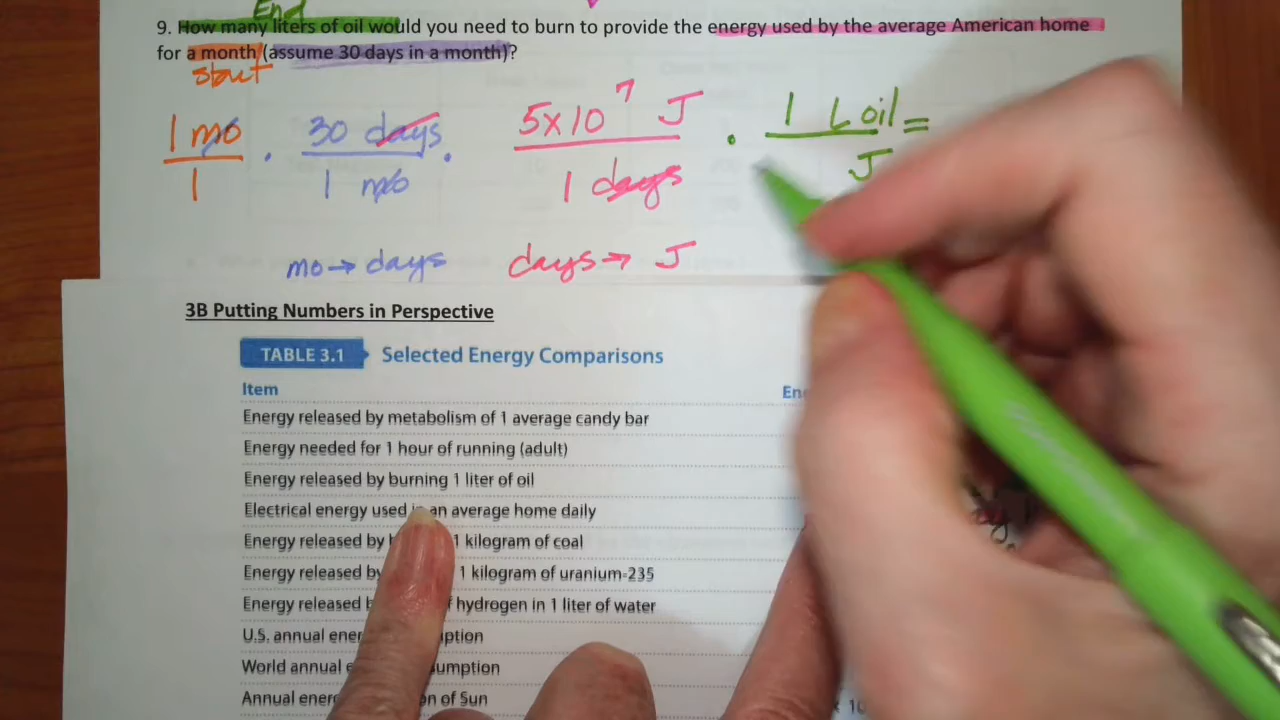 End
9. How many liters of oil would you need to burn to provide the energy used by the average American home
for a month (assume 30 days in a month)?
start
1 mo . 30 days . 5x10^7 J . 1 L oil =
1 1 mo 1 days J
mo → days days → J
3B Putting Numbers in Perspective
TABLE 3.1 Selected Energy Comparisons
Item
Energy released by metabolism of 1 average candy bar
Energy needed for 1 hour of running (adult)
Energy released by burning 1 liter of oil
Electrical energy used an average home daily
Energy released by 1 kilogram of coal
Energy released by 1 kilogram of uranium-235
Energy released hydrogen in 1 liter of water
U.S. annual
World annual
Annual of Sun